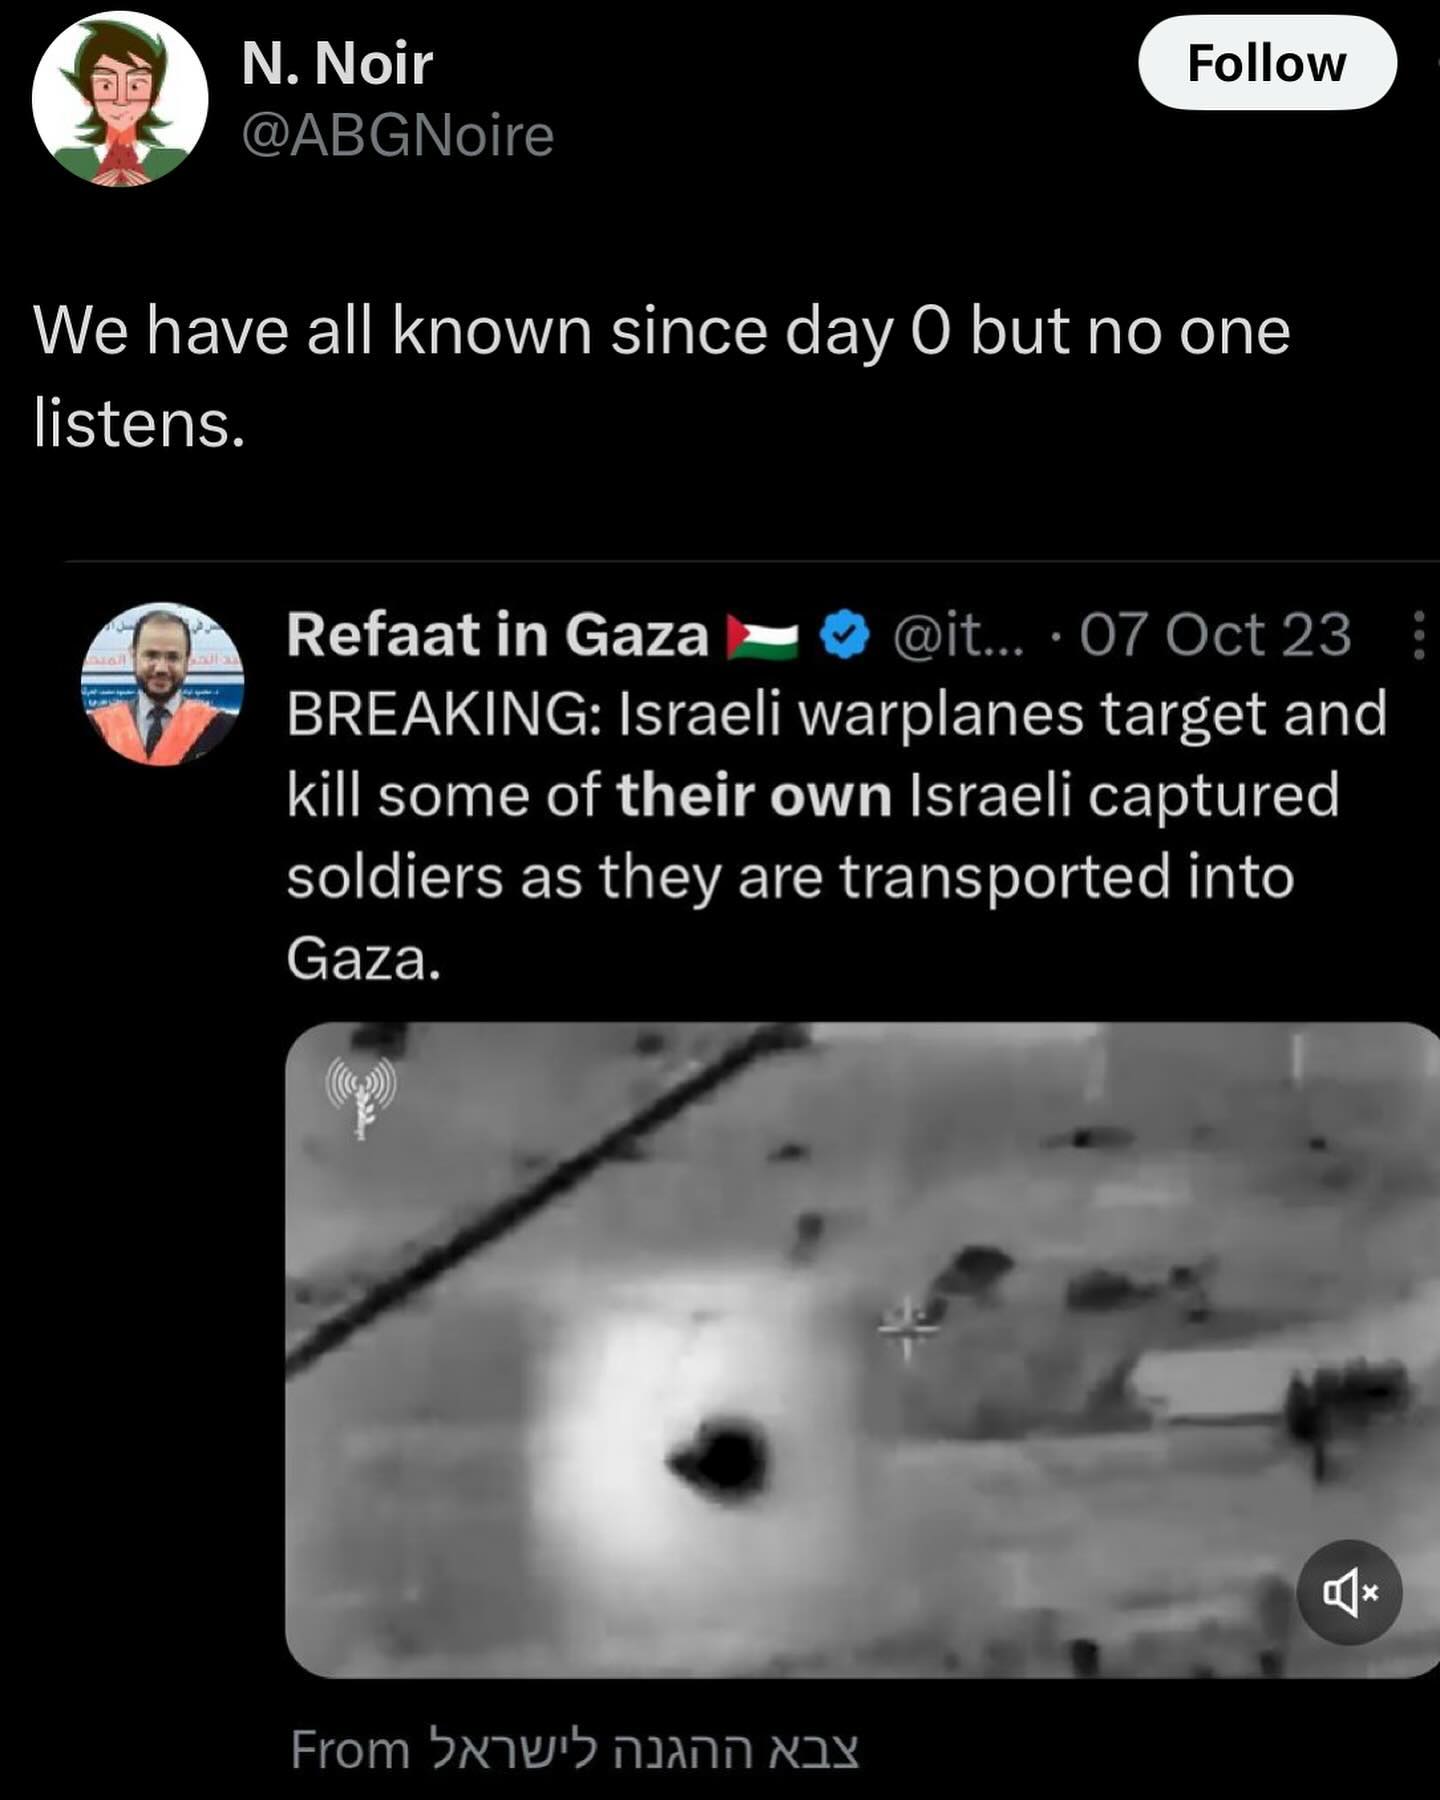 N. Noir
Follow
@ABGNoire
We have all known since day 0 but no one
listens.
Refaat in Gaza 🇵🇸 @it... · 07 Oct 23
BREAKING: Israeli warplanes target and
kill some of their own Israeli captured
soldiers as they are transported into
Gaza.
From צבא ההגנה לישראל